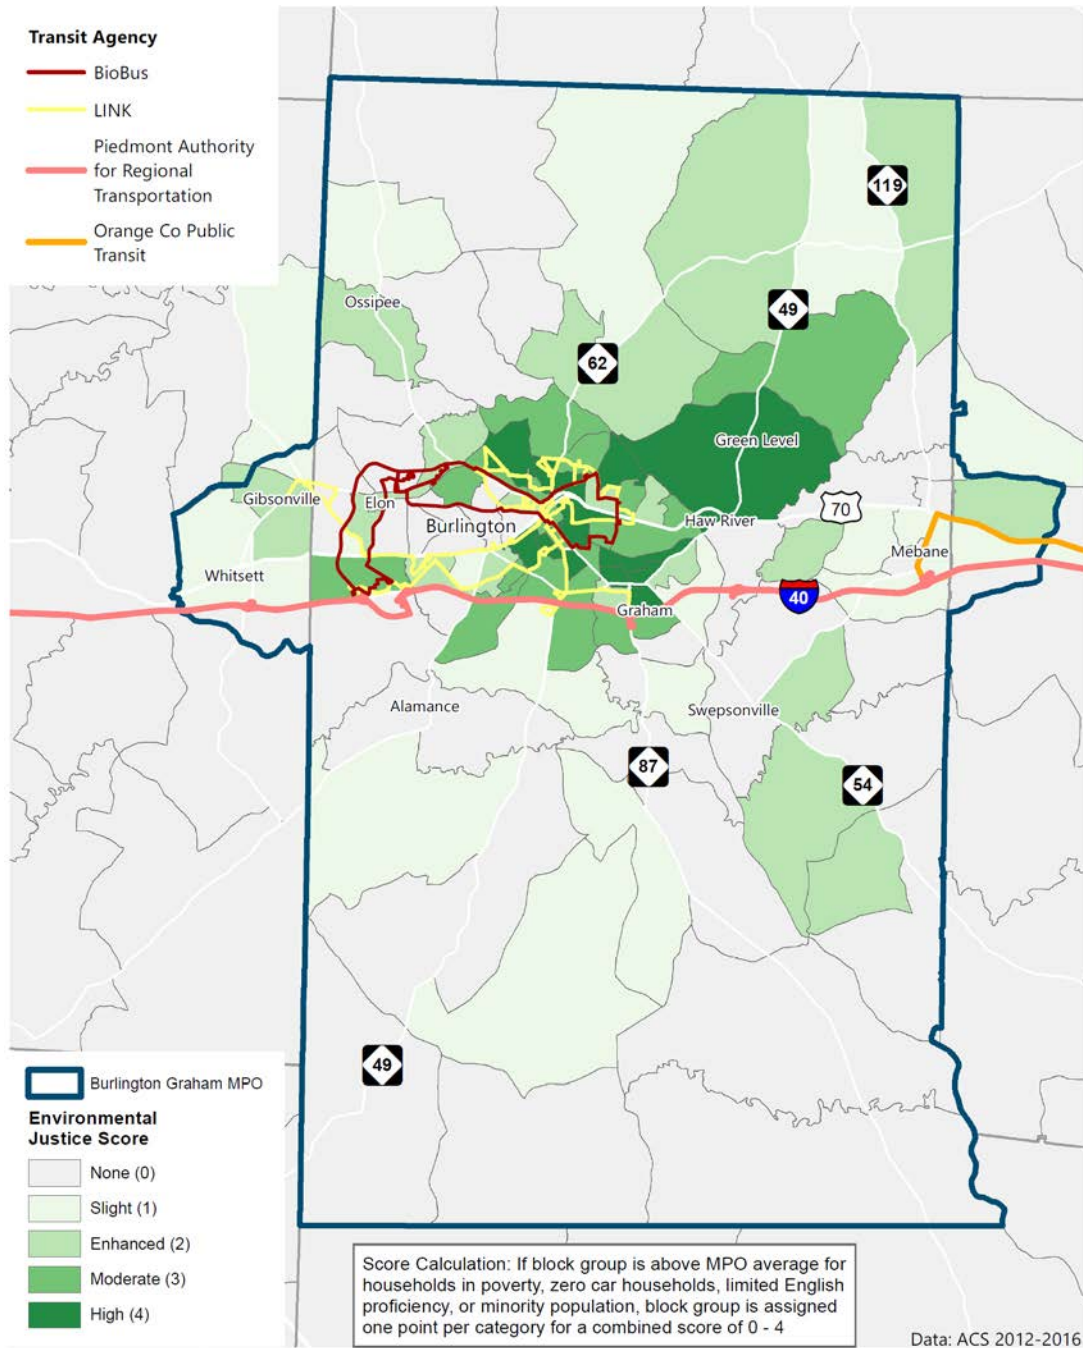 Transit Agency
BioBus
LINK
Piedmont Authority
for Regional
Transportation
Orange Co Public
Transit
119
Ossipee
49
62
Green Level
Gibsonville
Elon
Burlington
Haw River
70
Mebane
Whitsett
40
Graham
Alamance
Swepsonville
87
54
49
Burlington Graham MPO
Environmental
Justice Score
None (0)
Slight (1)
Enhanced (2)
Moderate (3)
High (4)
Score Calculation: If block group is above MPO average for
households in poverty, zero car households, limited English
proficiency, or minority population, block group is assigned
one point per category for a combined score of 0 - 4
Data: ACS 2012-2016